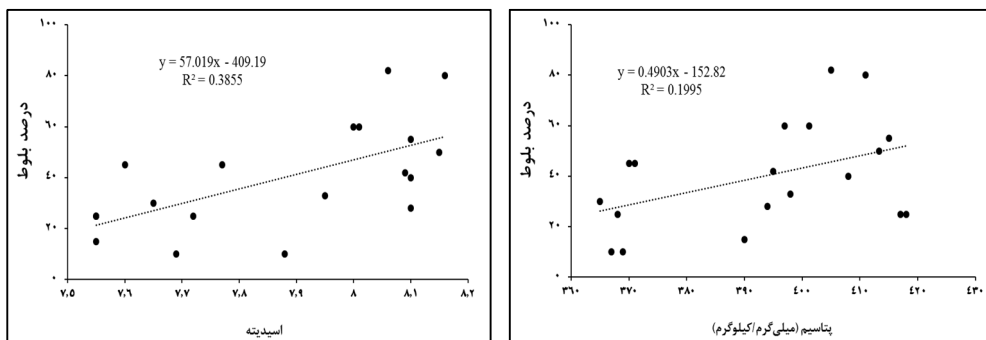 ۱۰۰
۸۰
۶۰
۴۰
۲۰
۰
درصد بلوط
y = 57.019x - 409.19
R² = 0.3855
۷٫۵ ۷٫۶ ۷٫۷ ۷٫۸ ۷٫۹ ۸ ۸٫۱ ۸٫۲
اسیدیته
۱۰۰
۸۰
۶۰
۴۰
۲۰
۰
درصد بلوط
y = 0.4903x - 152.82
R² = 0.1995
۳۶۰ ۳۷۰ ۳۸۰ ۳۹۰ ۴۰۰ ۴۱۰ ۴۲۰ ۴۳۰
پتاسیم (میلی‌گرم/کیلوگرم)